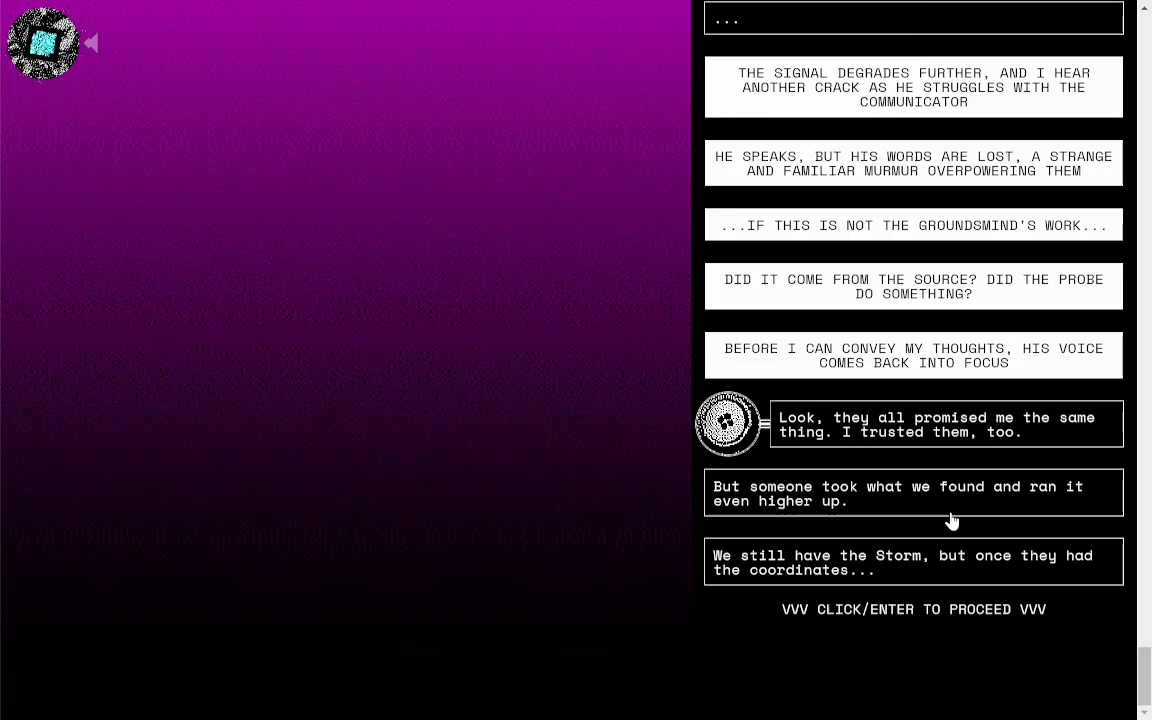 ...
THE SIGNAL DEGRADES FURTHER, AND I HEAR
ANOTHER CRACK AS HE STRUGGLES WITH THE
COMMUNICATOR
HE SPEAKS, BUT HIS WORDS ARE LOST, A STRANGE
AND FAMILIAR MURMUR OVERPOWERING THEM
...IF THIS IS NOT THE GROUNDSMIND'S WORK...
DID IT COME FROM THE SOURCE? DID THE PROBE
DO SOMETHING?
BEFORE I CAN CONVEY MY THOUGHTS, HIS VOICE
COMES BACK INTO FOCUS
Look, they all promised me the same
thing. I trusted them, too.
But someone took what we found and ran it
even higher up.
We still have the Storm, but once they had
the coordinates...
VVV CLICK/ENTER TO PROCEED VVV